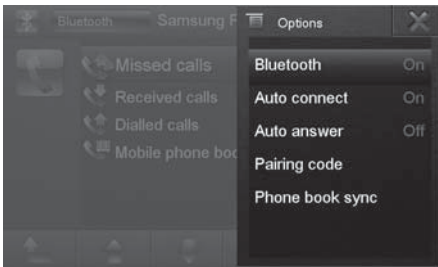 Bluetooth
Samsung
Missed calls
Received calls
Dialled calls
Mobile phone
Options
Bluetooth On
Auto connect On
Auto answer Off
Pairing code
Phone book sync